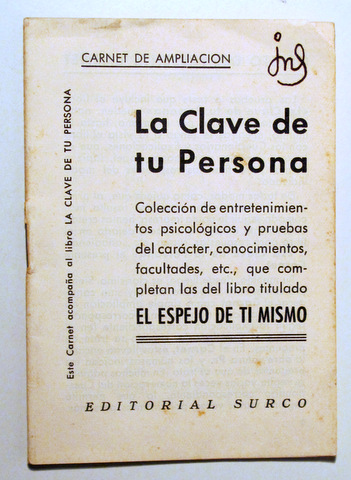 CARNET DE AMPLIACION
La Clave de
tu Persona
Colección de entretenimien-
tos psicológicos y pruebas
del carácter, conocimientos,
facultades, etc., que com-
pletan las del libro titulado
EL ESPEJO DE TI MISMO
EDITORIAL SURCO
Este Carnet acompaña al libro LA CLAVE DE TU PERSONA